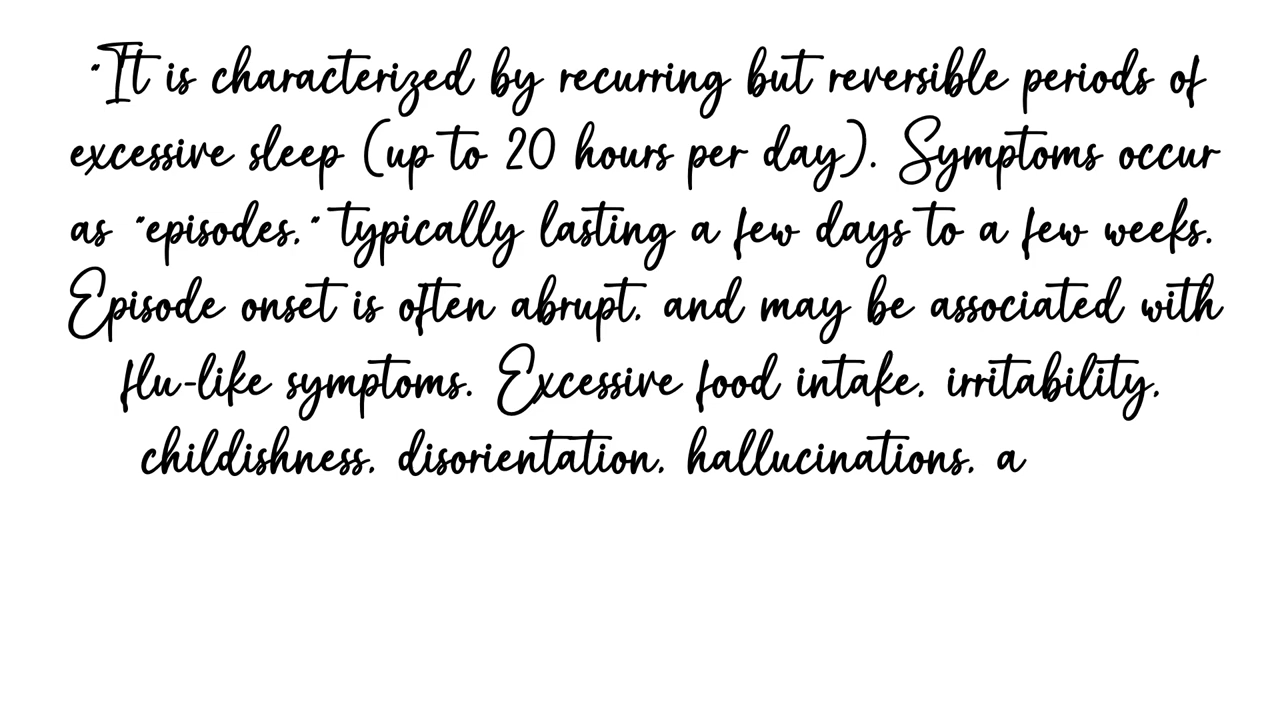 "It is characterized by recurring but reversible periods of
excessive sleep (up to 20 hours per day). Symptoms occur
as "episodes," typically lasting a few days to a few weeks.
Episode onset is often abrupt, and may be associated with
flu-like symptoms. Excessive food intake, irritability,
childishness, disorientation, hallucinations, a